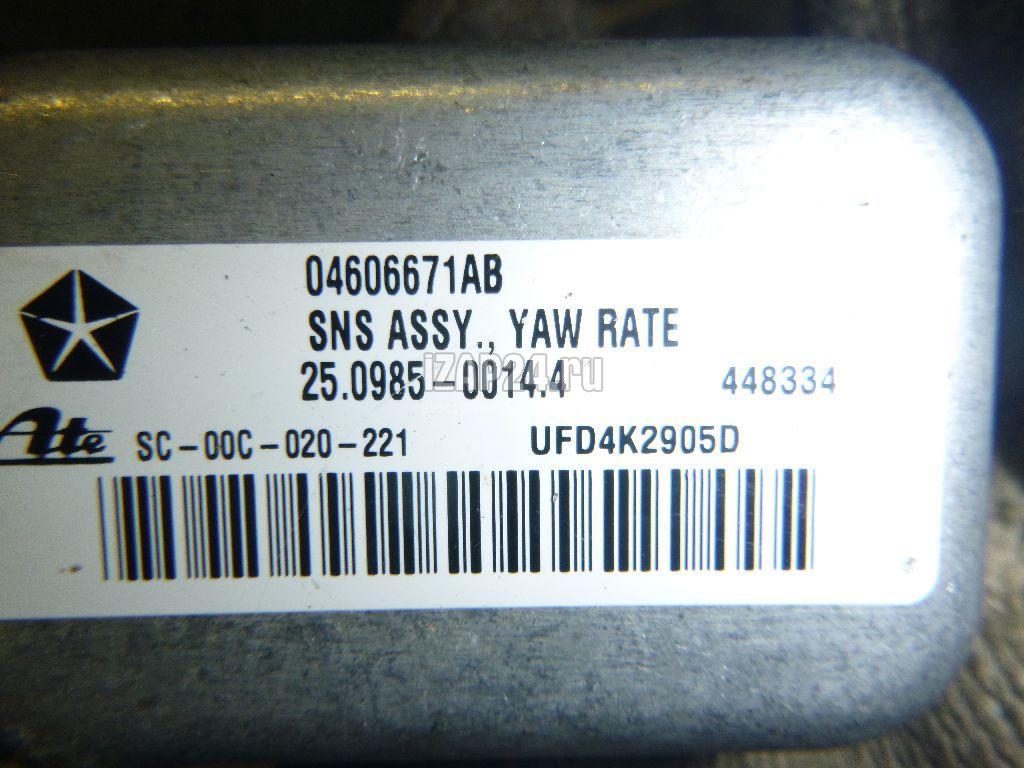 04606671AB
SNS ASSY., YAW RATE
iZAP24.ru
25.0985-0014.4 448334
Ate SC-00C-020-221 UFD4K2905D